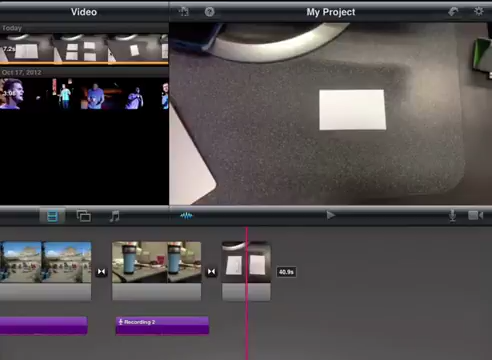 Video
My Project
Today
7.2s
Oct 17, 2012
40.9s
Recording 2